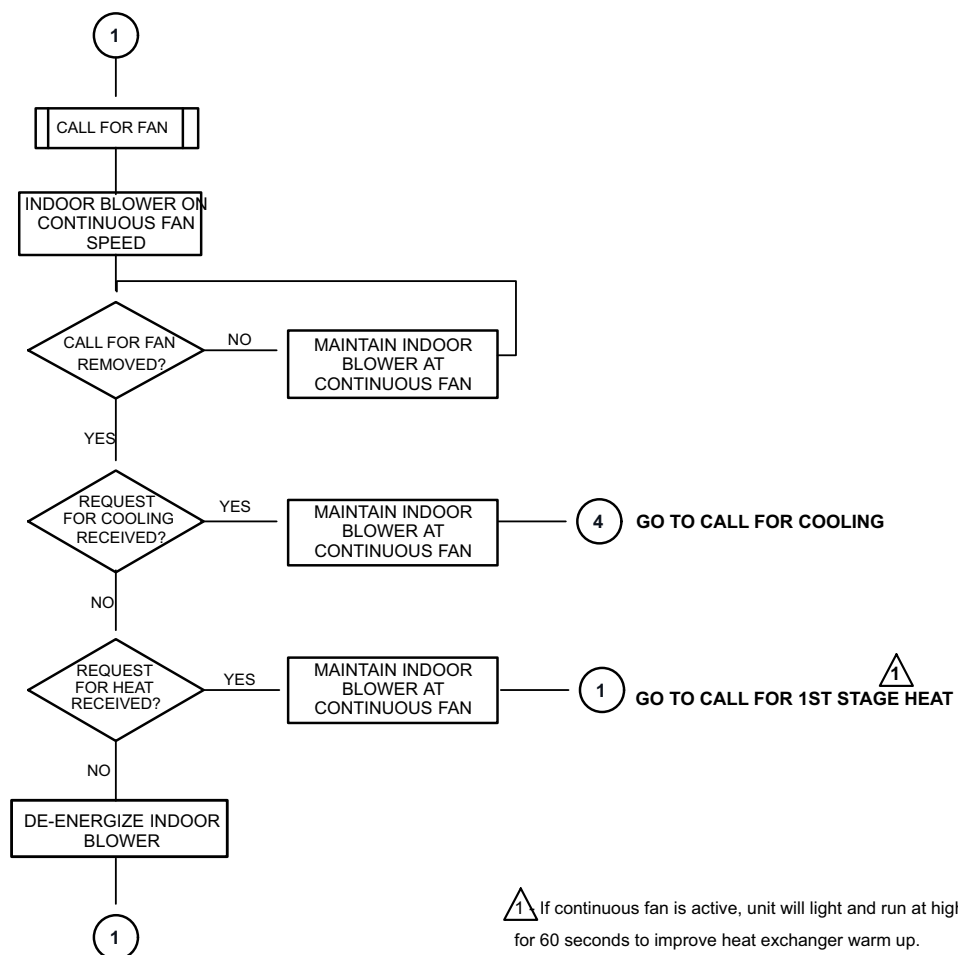 1
CALL FOR FAN
INDOOR BLOWER ON
CONTINUOUS FAN
SPEED
CALL FOR FAN
REMOVED?
NO
MAINTAIN INDOOR
BLOWER AT
CONTINUOUS FAN
YES
REQUEST
FOR COOLING
RECEIVED?
YES
MAINTAIN INDOOR
BLOWER AT
CONTINUOUS FAN
4 GO TO CALL FOR COOLING
NO
REQUEST
FOR HEAT
RECEIVED?
YES
MAINTAIN INDOOR
BLOWER AT
CONTINUOUS FAN
1
1 GO TO CALL FOR 1ST STAGE HEAT
NO
DE-ENERGIZE INDOOR
BLOWER
1
1- If continuous fan is active, unit will light and run at high
for 60 seconds to improve heat exchanger warm up.